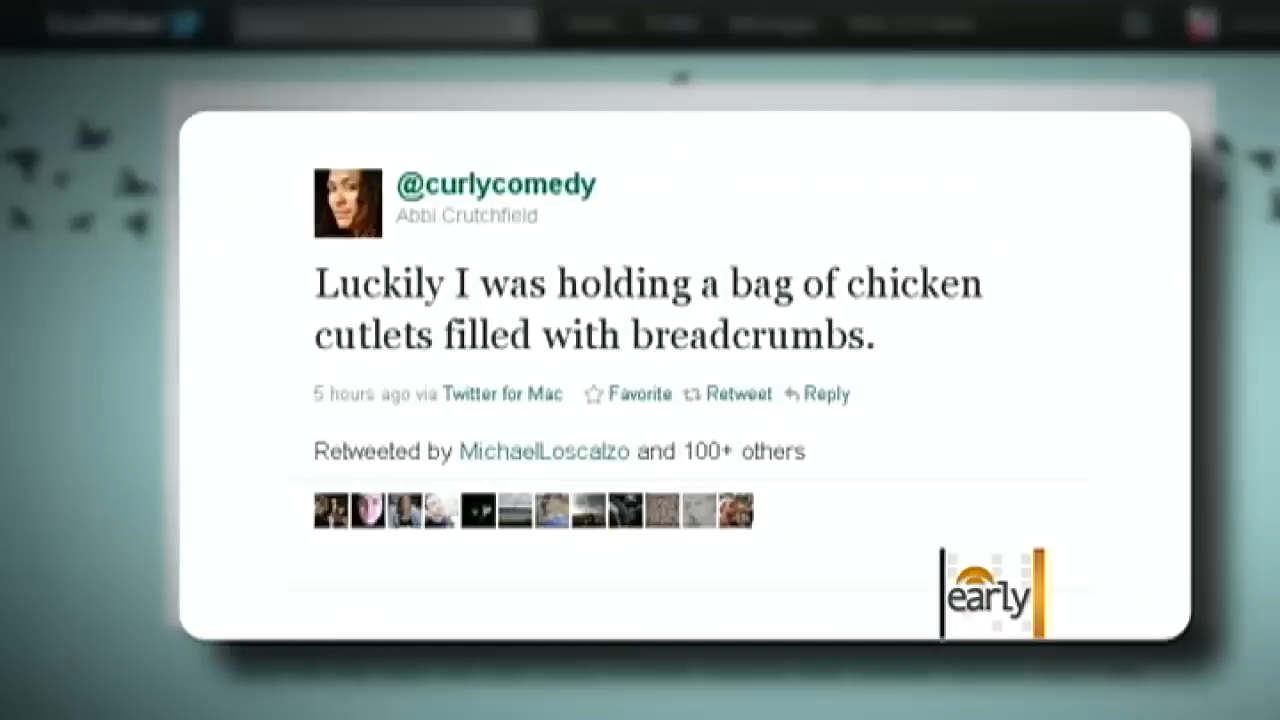 @curlycomedy
Abbi Crutchfield
Luckily I was holding a bag of chicken
cutlets filled with breadcrumbs.
5 hours ago via Twitter for Mac Favorite Retweet Reply
Retweeted by MichaelLoscalzo and 100+ others
early